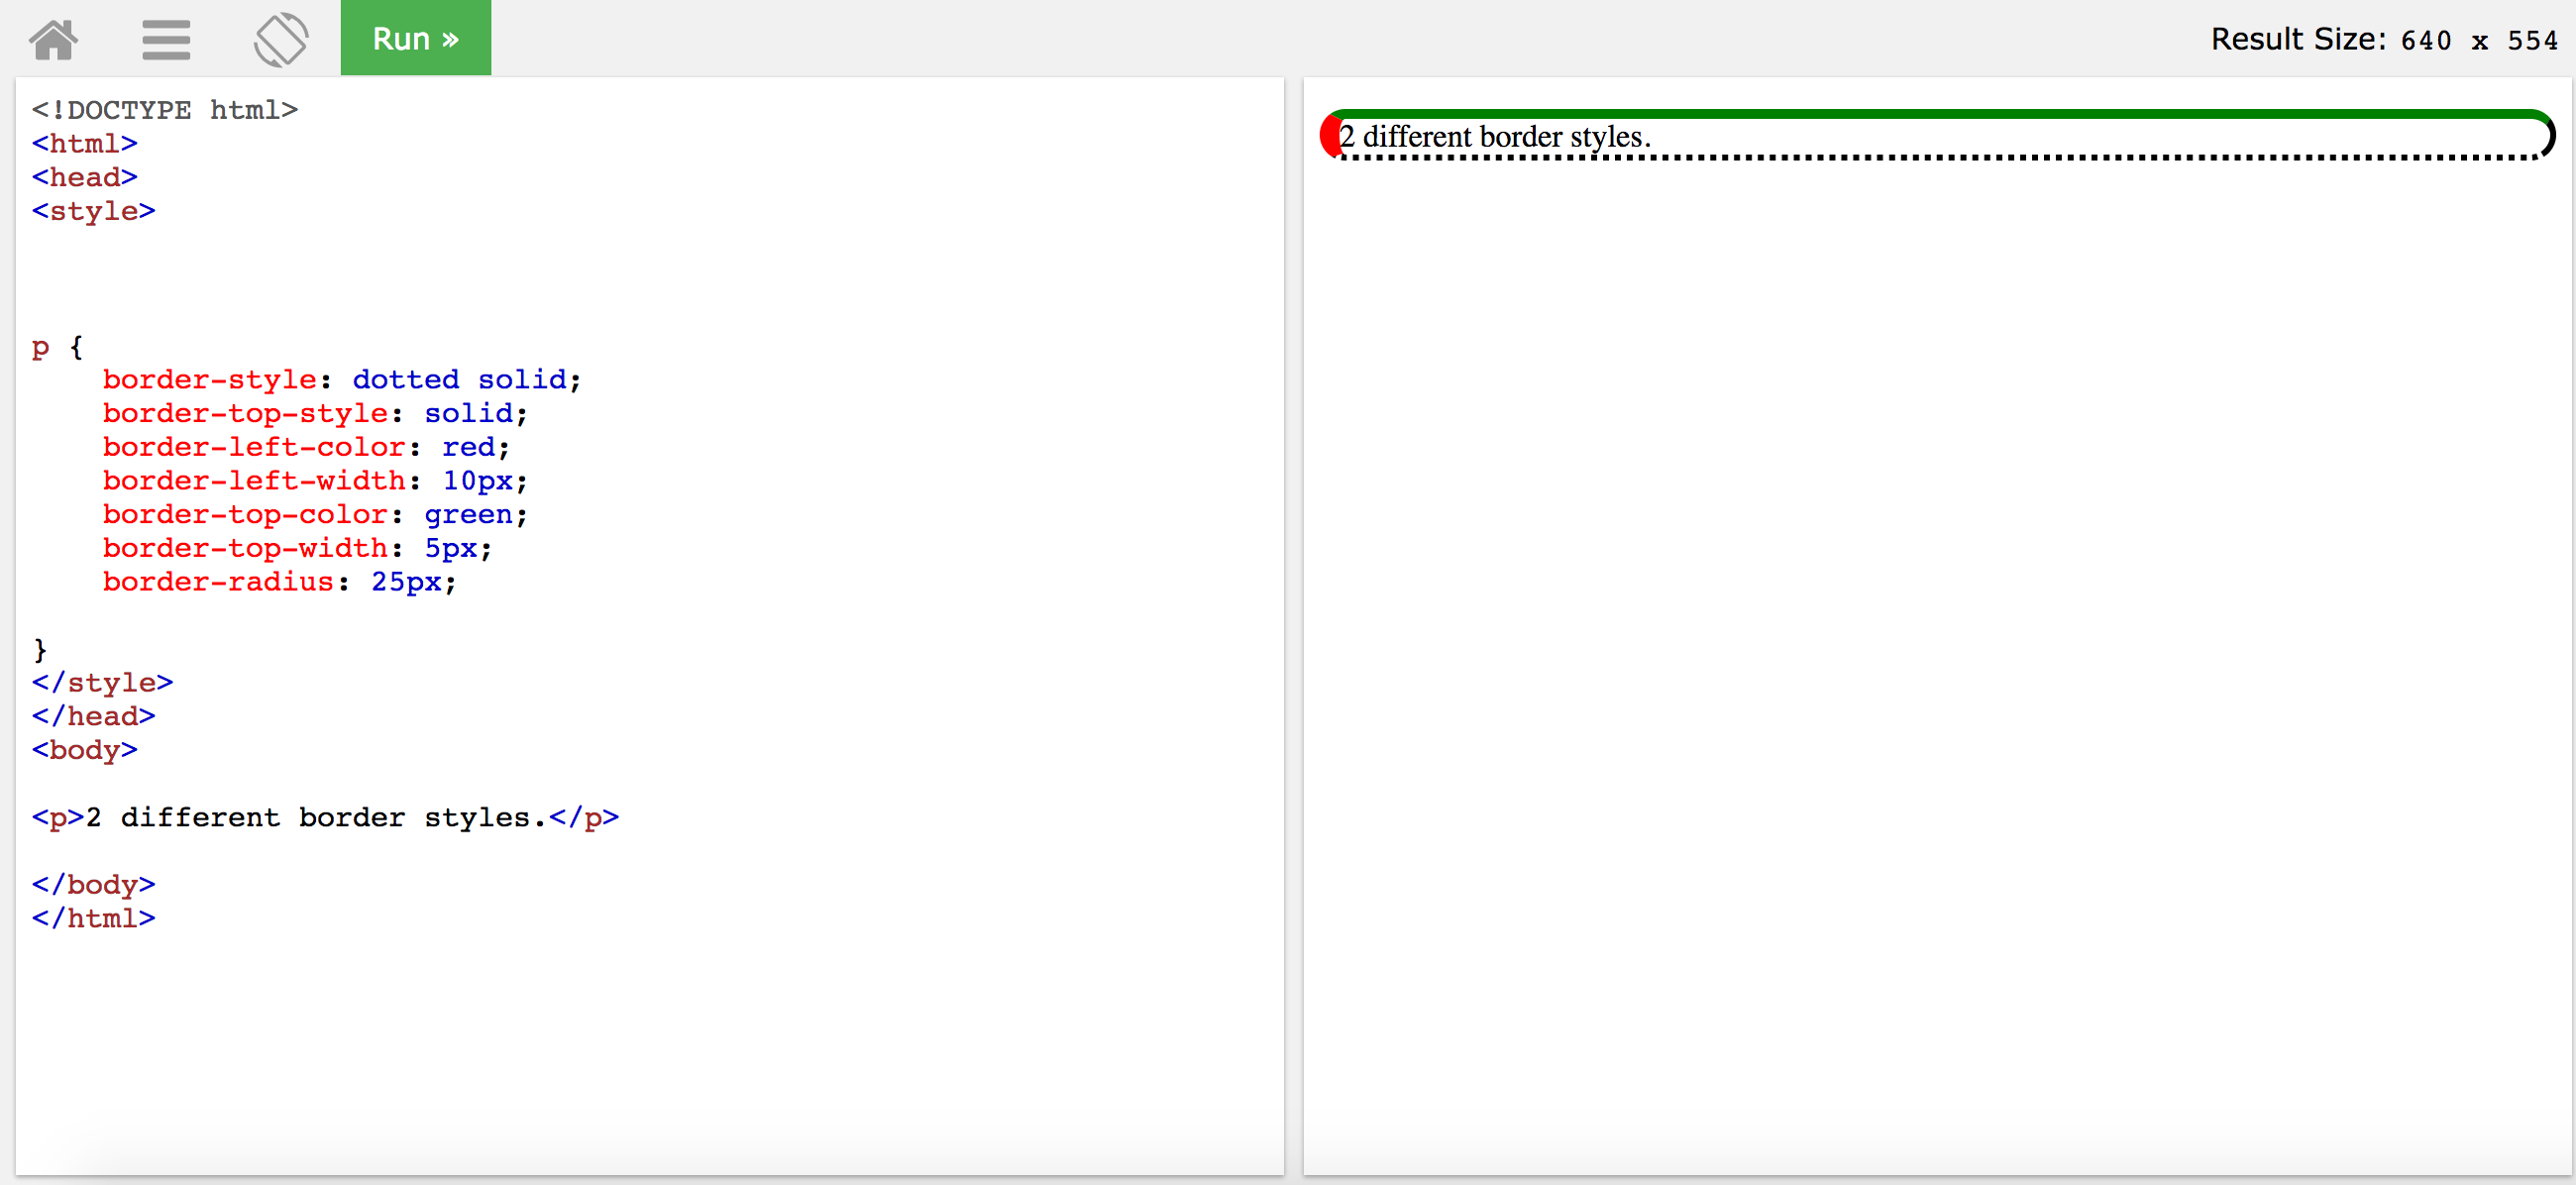 Run »
Result Size: 640 x 554
<!DOCTYPE html>
<html>
<head>
<style>
p {
border-style: dotted solid;
border-top-style: solid;
border-left-color: red;
border-left-width: 10px;
border-top-color: green;
border-top-width: 5px;
border-radius: 25px;
}
</style>
</head>
<body>
<p>2 different border styles.</p>
</body>
</html>
2 different border styles.